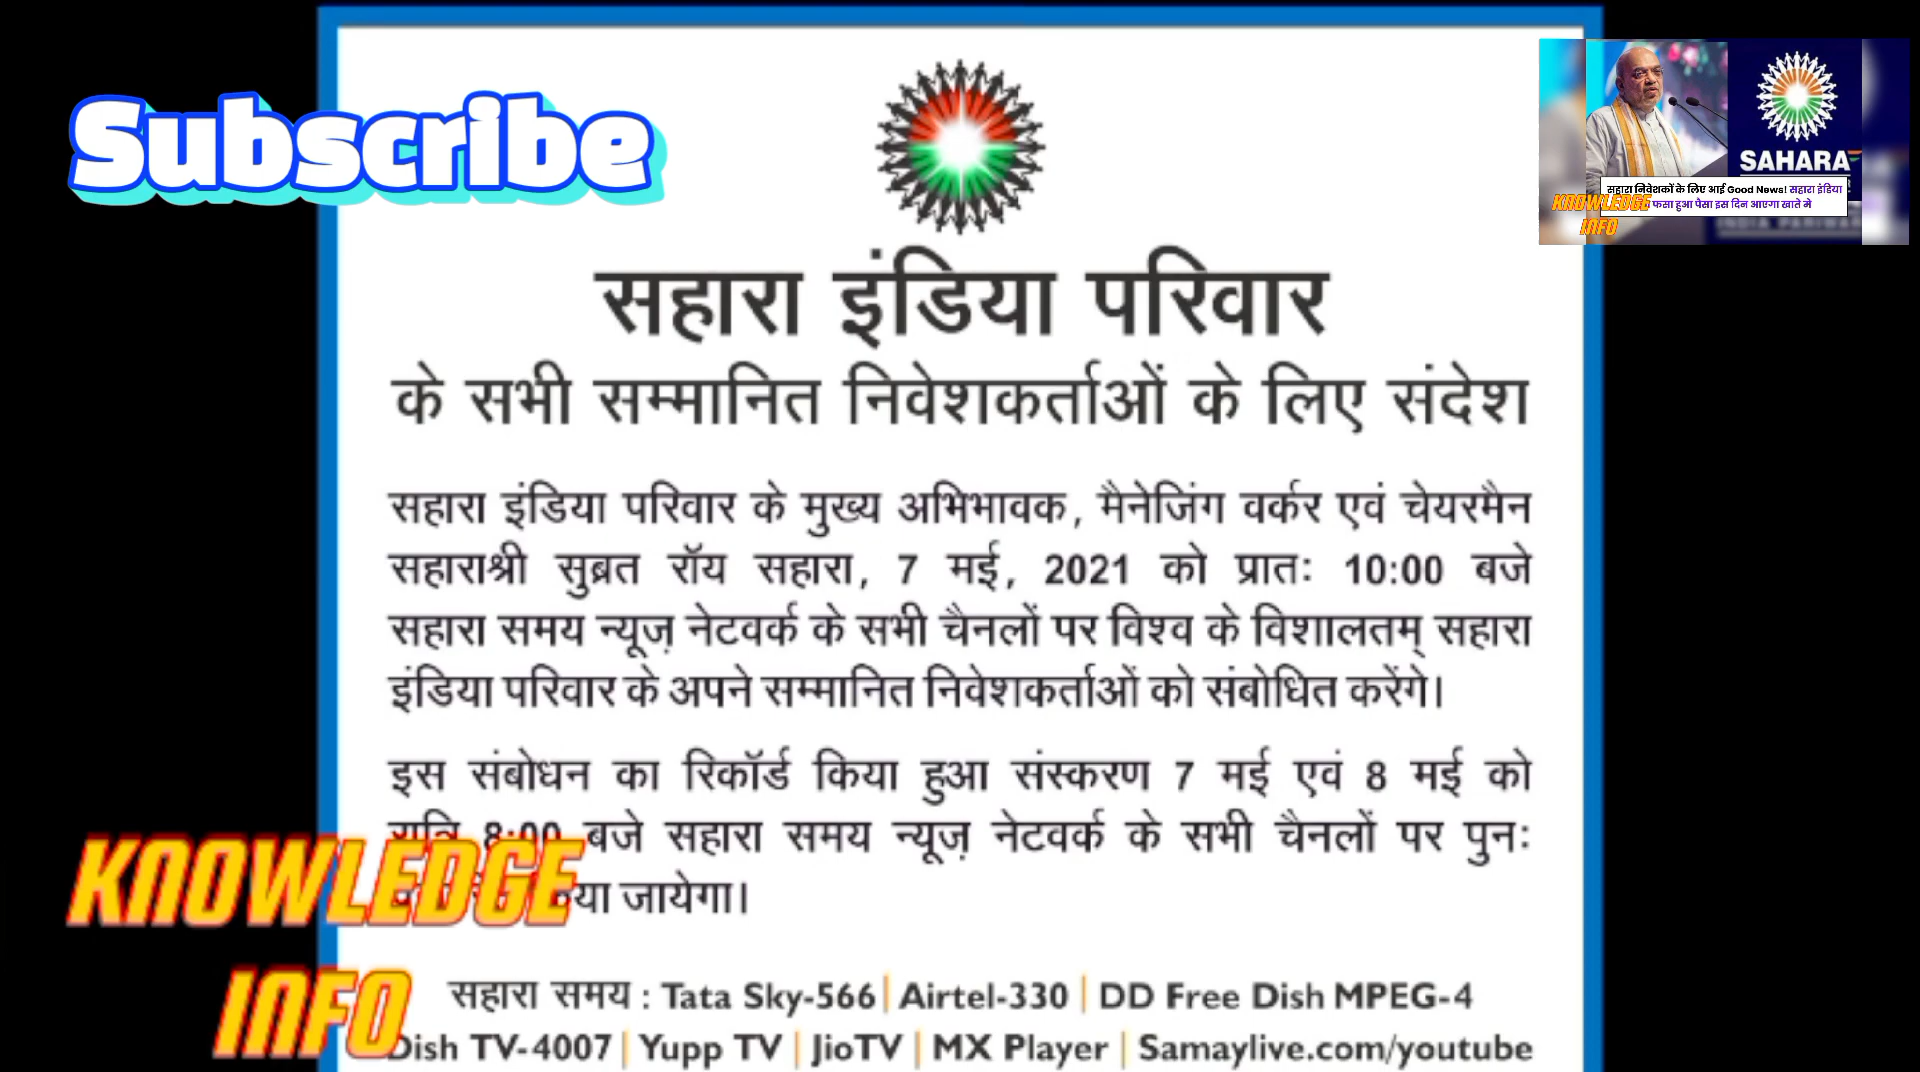 Subscribe
सहारा इंडिया परिवार
के सभी सम्मानित निवेशकर्ताओं के लिए संदेश
सहारा इंडिया परिवार के मुख्य अभिभावक, मैनेजिंग वर्कर एवं चेयरमैन
सहाराश्री सुब्रत रॉय सहारा, 7 मई, 2021 को प्रातः 10:00 बजे
सहारा समय न्यूज़ नेटवर्क के सभी चैनलों पर विश्व के विशालतम् सहारा
इंडिया परिवार के अपने सम्मानित निवेशकर्ताओं को संबोधित करेंगे।
इस संबोधन का रिकॉर्ड किया हुआ संस्करण 7 मई एवं 8 मई को
रात्रि 8:00 बजे सहारा समय न्यूज़ नेटवर्क के सभी चैनलों पर पुनः
जायेगा।
सहारा समय : Tata Sky-566 | Airtel-330 | DD Free Dish MPEG-4
Dish TV-4007 | Yupp TV | JioTV | MX Player | Samaylive.com/youtube
KNOWLEDGE
INFO
SAHARA
सहारा निवेशकों के लिए आई Good News! सहारा इंडिया
फसा हुआ पैसा इस दिन आएगा खाते मे
KNOWLEDGE
INFO
INDIA PARIWAR